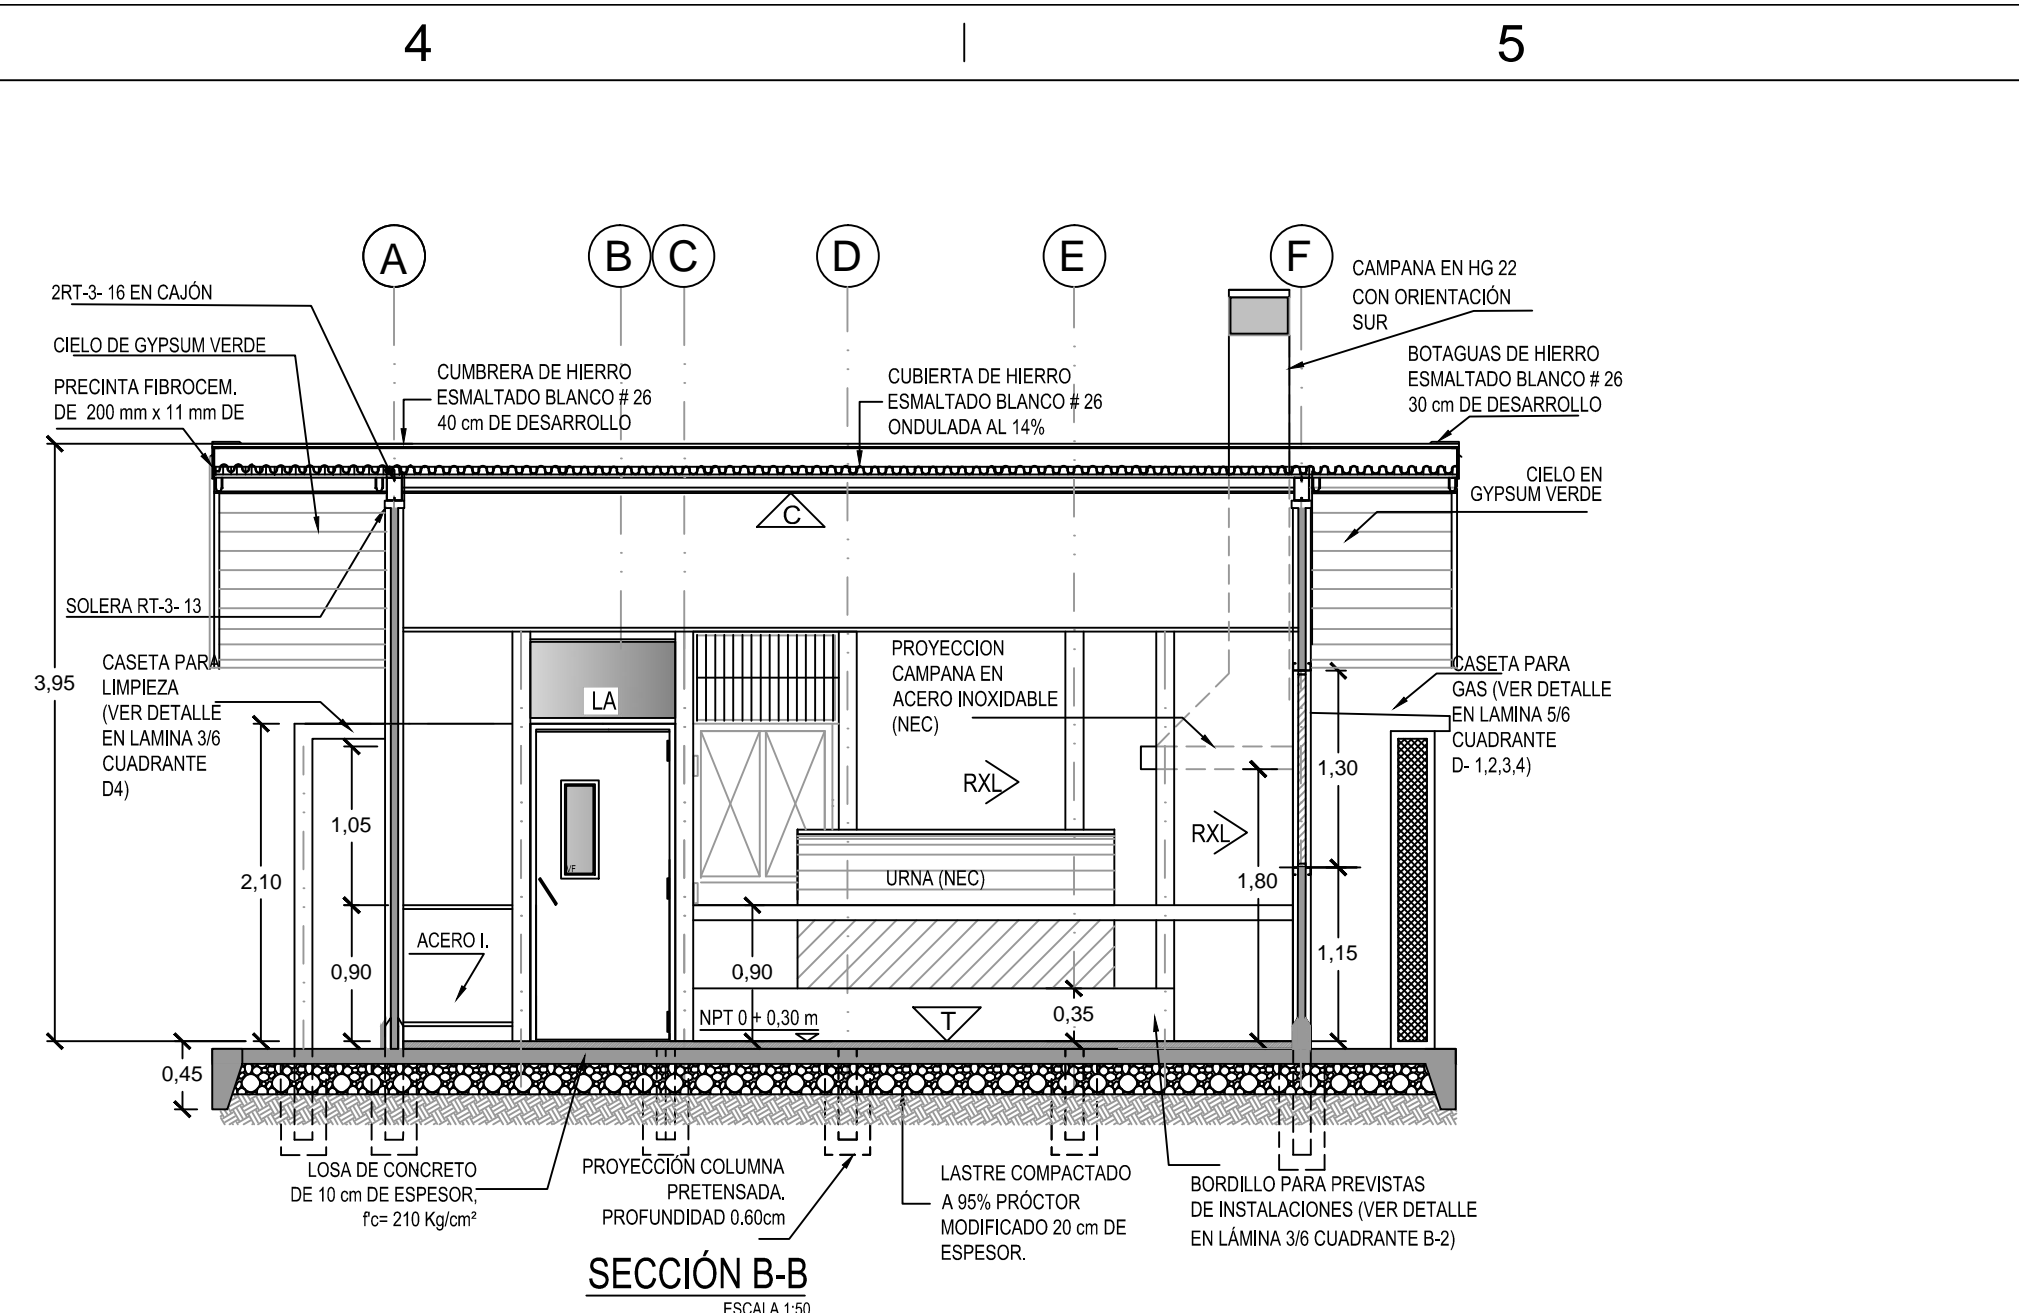 4
5
A
B
C
D
E
F
2RT-3- 16 EN CAJÓN
CIELO DE GYPSUM VERDE
PRECINTA FIBROCEM.
DE 200 mm x 11 mm DE
CUMBRERA DE HIERRO
ESMALTADO BLANCO # 26
40 cm DE DESARROLLO
CUBIERTA DE HIERRO
ESMALTADO BLANCO # 26
ONDULADA AL 14%
CAMPANA EN HG 22
CON ORIENTACIÓN
SUR
BOTAGUAS DE HIERRO
ESMALTADO BLANCO # 26
30 cm DE DESARROLLO
CIELO EN
GYPSUM VERDE
C
SOLERA RT-3- 13
3,95
CASETA PARA
LIMPIEZA
(VER DETALLE
EN LAMINA 3/6
CUADRANTE
D4)
LA
PROYECCION
CAMPANA EN
ACERO INOXIDABLE
(NEC)
CASETA PARA
GAS (VER DETALLE
EN LAMINA 5/6
CUADRANTE
D- 1,2,3,4)
RXL
RXL
1,30
1,05
2,10
VF
URNA (NEC)
1,80
ACERO I.
0,90
0,90
1,15
NPT 0 + 0,30 m
T
0,35
0,45
LOSA DE CONCRETO
DE 10 cm DE ESPESOR,
f'c= 210 Kg/cm²
PROYECCIÓN COLUMNA
PRETENSADA.
PROFUNDIDAD 0.60cm
LASTRE COMPACTADO
A 95% PRÓCTOR
MODIFICADO 20 cm DE
ESPESOR.
BORDILLO PARA PREVISTAS
DE INSTALACIONES (VER DETALLE
EN LÁMINA 3/6 CUADRANTE B-2)
SECCIÓN B-B
ESCALA 1:50